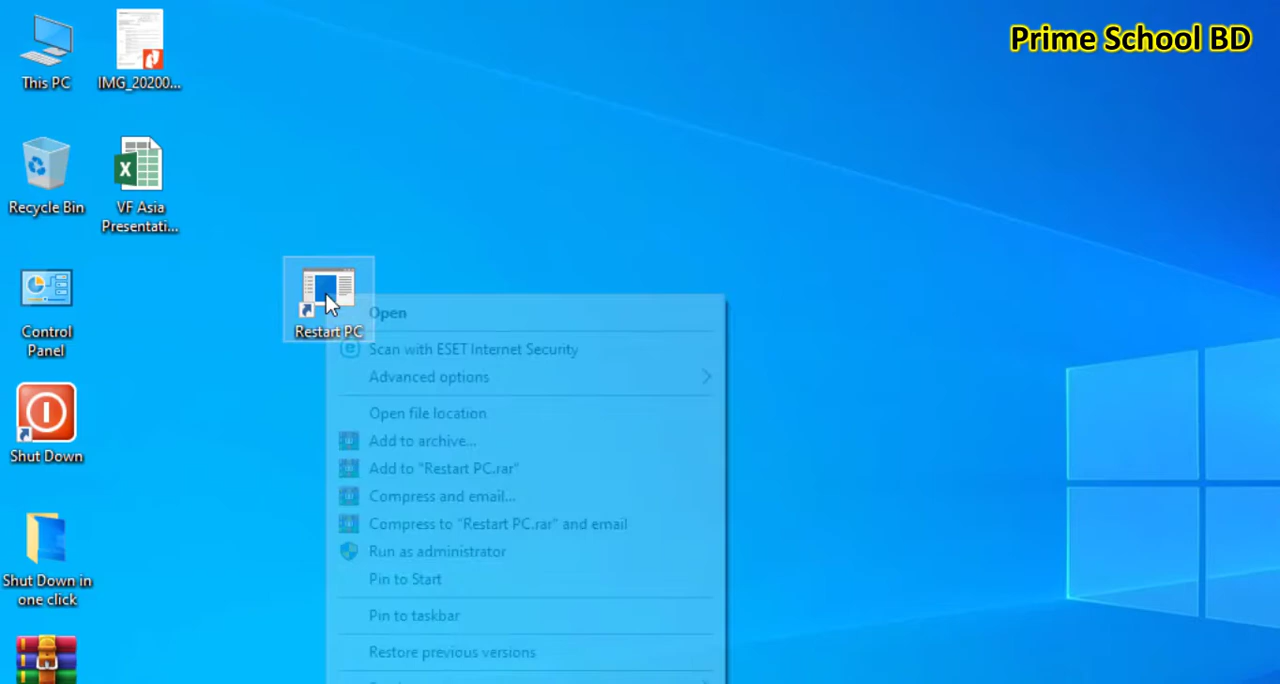 Prime School BD
This PC
IMG_20200...
Recycle Bin
VF Asia
Presentati...
Control
Panel
Restart PC
Shut Down
Shut Down in
one click
Open
Scan with ESET Internet Security
Advanced options
Open file location
Add to archive...
Add to "Restart PC.rar"
Compress and email...
Compress to "Restart PC.rar" and email
Run as administrator
Pin to Start
Pin to taskbar
Restore previous versions